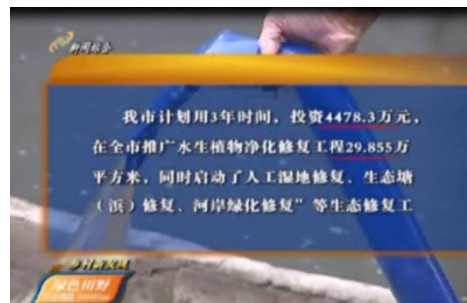 新闻综合
我市计划用3年时间，投资4478.3万元，
在全市推广水生植物净化修复工程29.855万
平方米，同时启动了人工湿地修复、生态塘
（浜）修复、河岸绿化修复”等生态修复工
乡村新发现
绿色田野